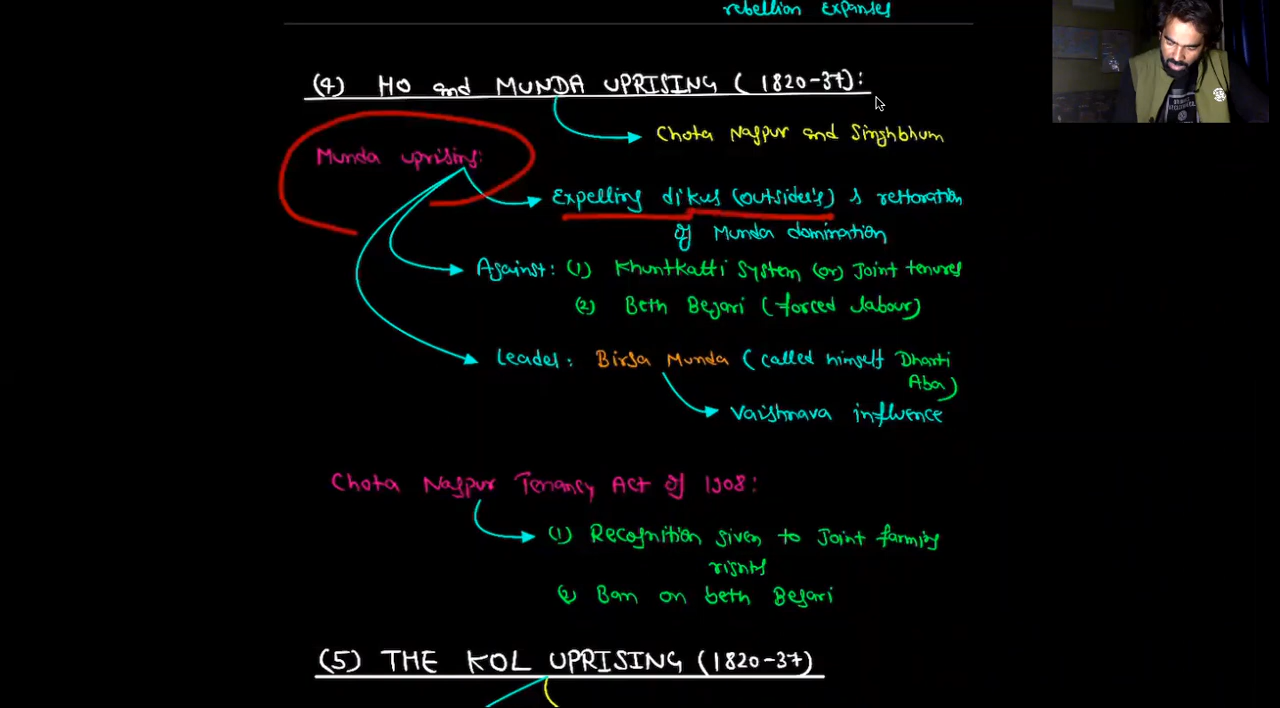 rebellion expanses
(4) HO and MUNDA UPRISING (1820-37):
Chota Nagpur and Singhbhum
Munda uprising:
Expelling dikus (outsider's) & restoration
of Munda domination
Against: (1) Khuntkatti System (or) Joint tenures
(2) Beth Begari (forced labour)
Leader: Birsa Munda (called himself Dharti
Aba)
Vaishnava influence
Chota Nagpur Tenancy Act of 1908:
(1) Recognition given to Joint farming
rights
(2) Ban on beth Begari
(5) THE KOL UPRISING (1820-37)